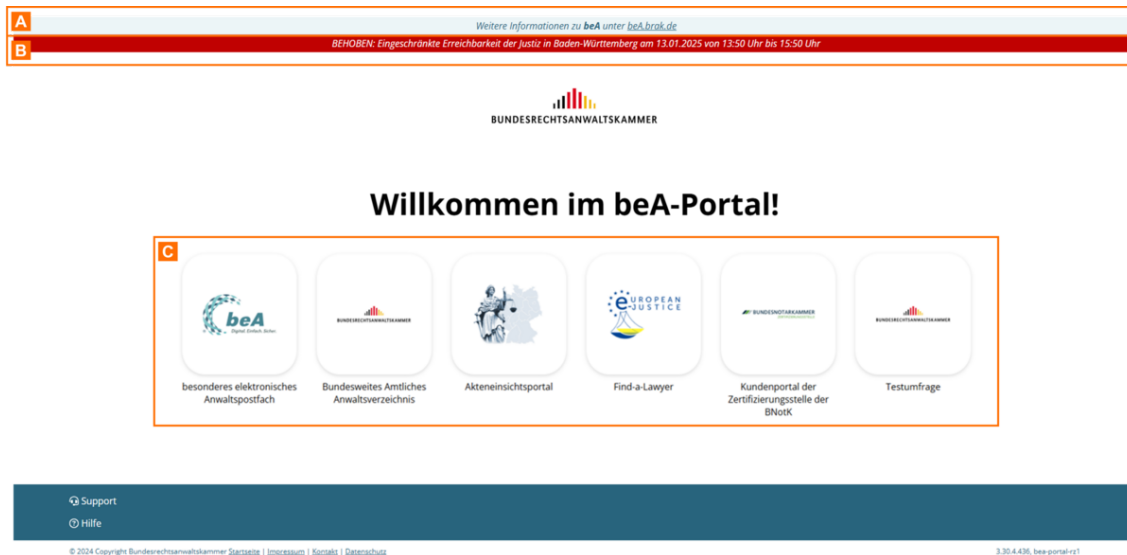 A
Weitere Informationen zu beA unter beA.brak.de
B
BEHOBEN: Eingeschränkte Erreichbarkeit der Justiz in Baden-Württemberg am 13.01.2025 von 13:50 Uhr bis 15:50 Uhr
BUNDESRECHTSANWALTSKAMMER
Willkommen im beA-Portal!
C
beA
Digital. Einfach. Sicher.
besonderes elektronisches
Anwaltspostfach
BUNDESRECHTSANWALTSKAMMER
Bundesweites Amtliches
Anwaltsverzeichnis
Akteneinsichtsportal
EUROPEAN
E-JUSTICE
Find-a-Lawyer
BUNDESNOTARKAMMER
ZERTIFIZIERUNGSSTELLE
Kundenportal der
Zertifizierungsstelle der
BNotK
BUNDESRECHTSANWALTSKAMMER
Testumfrage
Support
Hilfe
© 2024 Copyright Bundesrechtsanwaltskammer Startseite | Impressum | Kontakt | Datenschutz
3.30.4.436, bea-portal-rz1